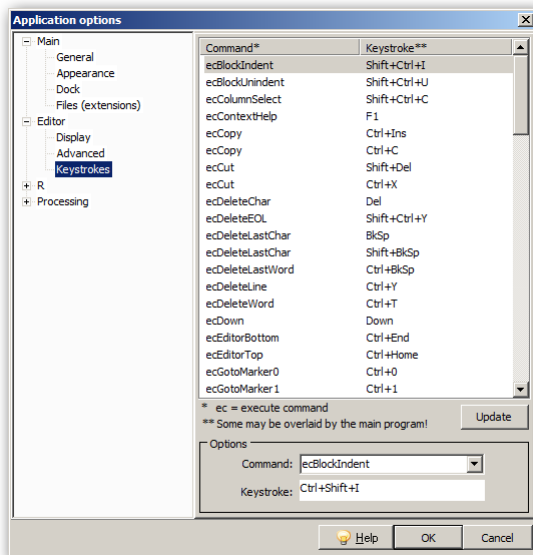 Application options
Main
General
Appearance
Dock
Files (extensions)
Editor
Display
Advanced
Keystrokes
R
Processing
Command* Keystroke**
ecBlockIndent Shift+Ctrl+I
ecBlockUnindent Shift+Ctrl+U
ecColumnSelect Shift+Ctrl+C
ecContextHelp F1
ecCopy Ctrl+Ins
ecCopy Ctrl+C
ecCut Shift+Del
ecCut Ctrl+X
ecDeleteChar Del
ecDeleteEOL Shift+Ctrl+Y
ecDeleteLastChar BkSp
ecDeleteLastChar Shift+BkSp
ecDeleteLastWord Ctrl+BkSp
ecDeleteLine Ctrl+Y
ecDeleteWord Ctrl+T
ecDown Down
ecEditorBottom Ctrl+End
ecEditorTop Ctrl+Home
ecGotoMarker0 Ctrl+0
ecGotoMarker1 Ctrl+1
* ec = execute command
** Some may be overlaid by the main program!
Update
Options
Command: ecBlockIndent
Keystroke: Ctrl+Shift+I
Help OK Cancel